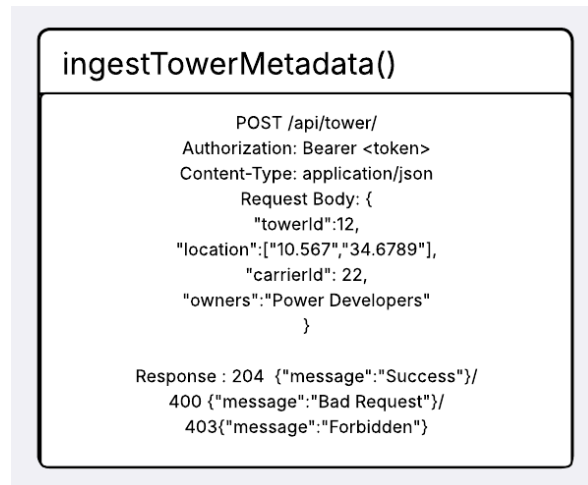 ingestTowerMetadata()
POST /api/tower/
Authorization: Bearer <token>
Content-Type: application/json
Request Body: {
"towerId":12,
"location":["10.567","34.6789"],
"carrierId": 22,
"owners":"Power Developers"
}
Response : 204  {"message":"Success"}/
400 {"message":"Bad Request"}/
403{"message":"Forbidden"}